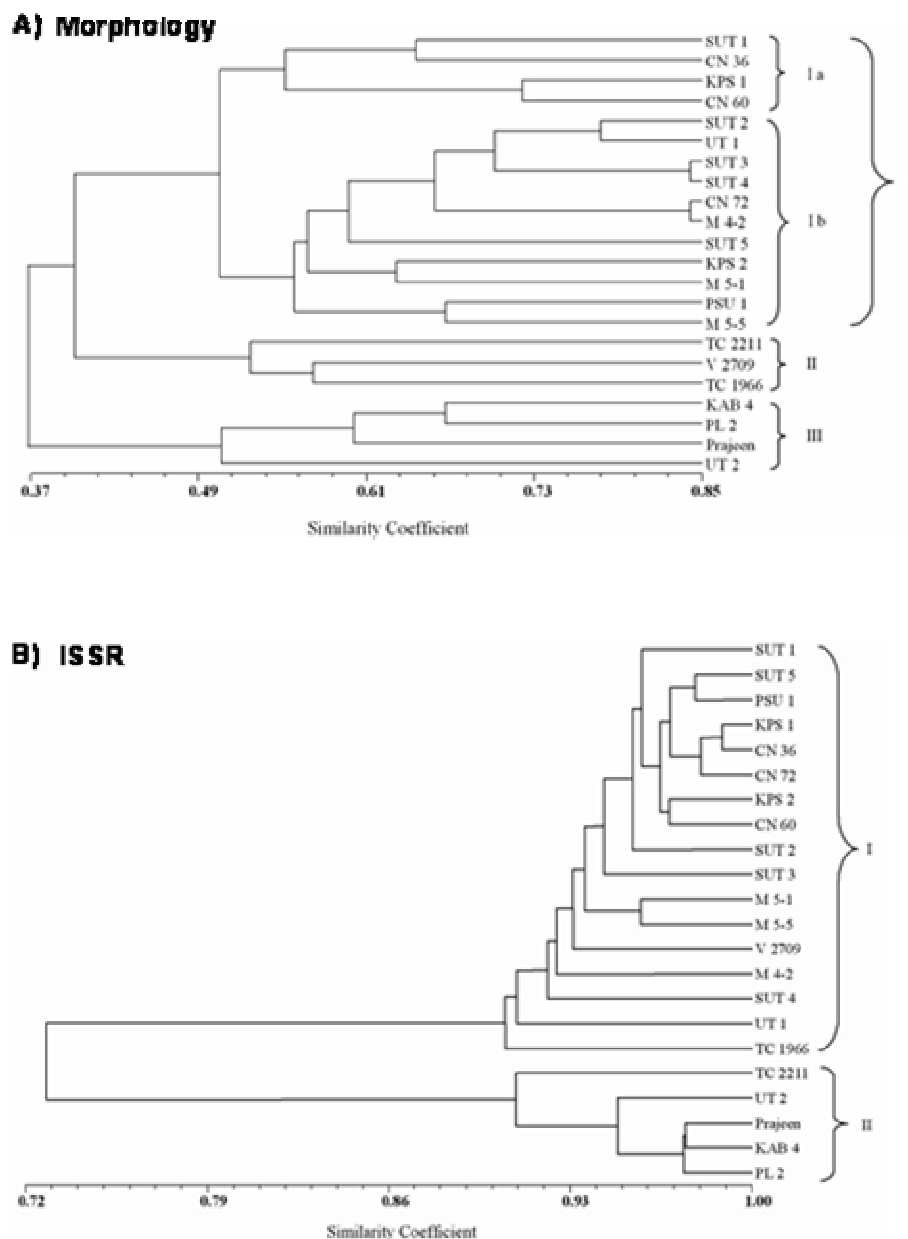 A) Morphology
SUT 1
CN 36
I a
KPS 1
CN 60
SUT 2
UT 1
SUT 3
SUT 4
CN 72
M 4-2
I b
SUT 5
KPS 2
M 5-1
PSU 1
M 5-5
TC 2211
V 2709
II
TC 1966
KAB 4
PL 2
III
Prajeen
UT 2
0.37 0.49 0.61 0.73 0.85
Similarity Coefficient
B) ISSR
SUT 1
SUT 5
PSU 1
KPS 1
CN 36
CN 72
KPS 2
CN 60
SUT 2
I
SUT 3
M 5-1
M 5-5
V 2709
M 4-2
SUT 4
UT 1
TC 1966
TC 2211
UT 2
Prajeen
II
KAB 4
PL 2
0.72 0.79 0.86 0.93 1.00
Similarity Coefficient